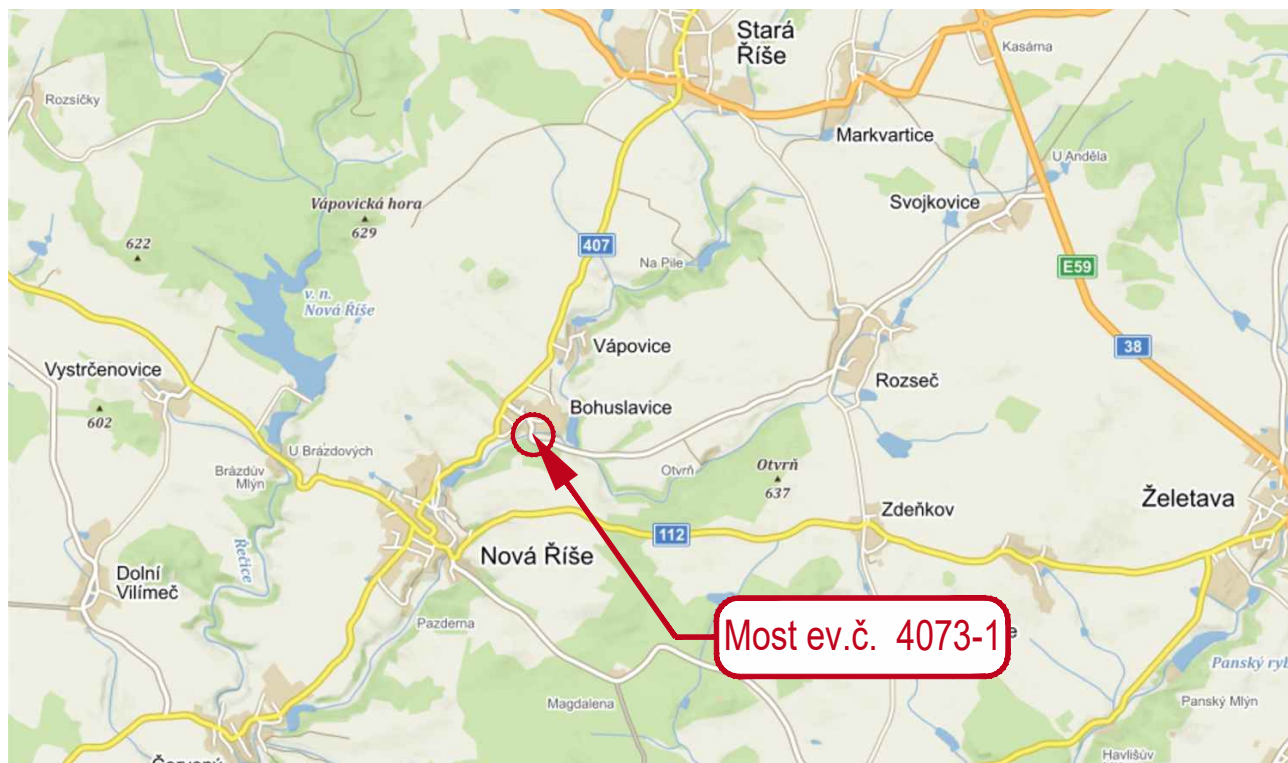 Stará
Říše
Kasárna
Rozsíčky
Markvartice
U Anděla
Svojkovice
Vápovická hora
629
622
407
Na Pile
E59
v. n.
Nová Říše
38
Vápovice
Vystrčenovice
Rozseč
602
Bohuslavice
U Brázdových
Brázdův
Mlýn
Otvrň
Otvrň
637
Želetava
Zdeňkov
112
Nová Říše
Řečice
Dolní
Vilímeč
Pazderna
Most ev.č. 4073-1
e
Panský ryb
Magdalena
Panský Mlýn
Havlišův